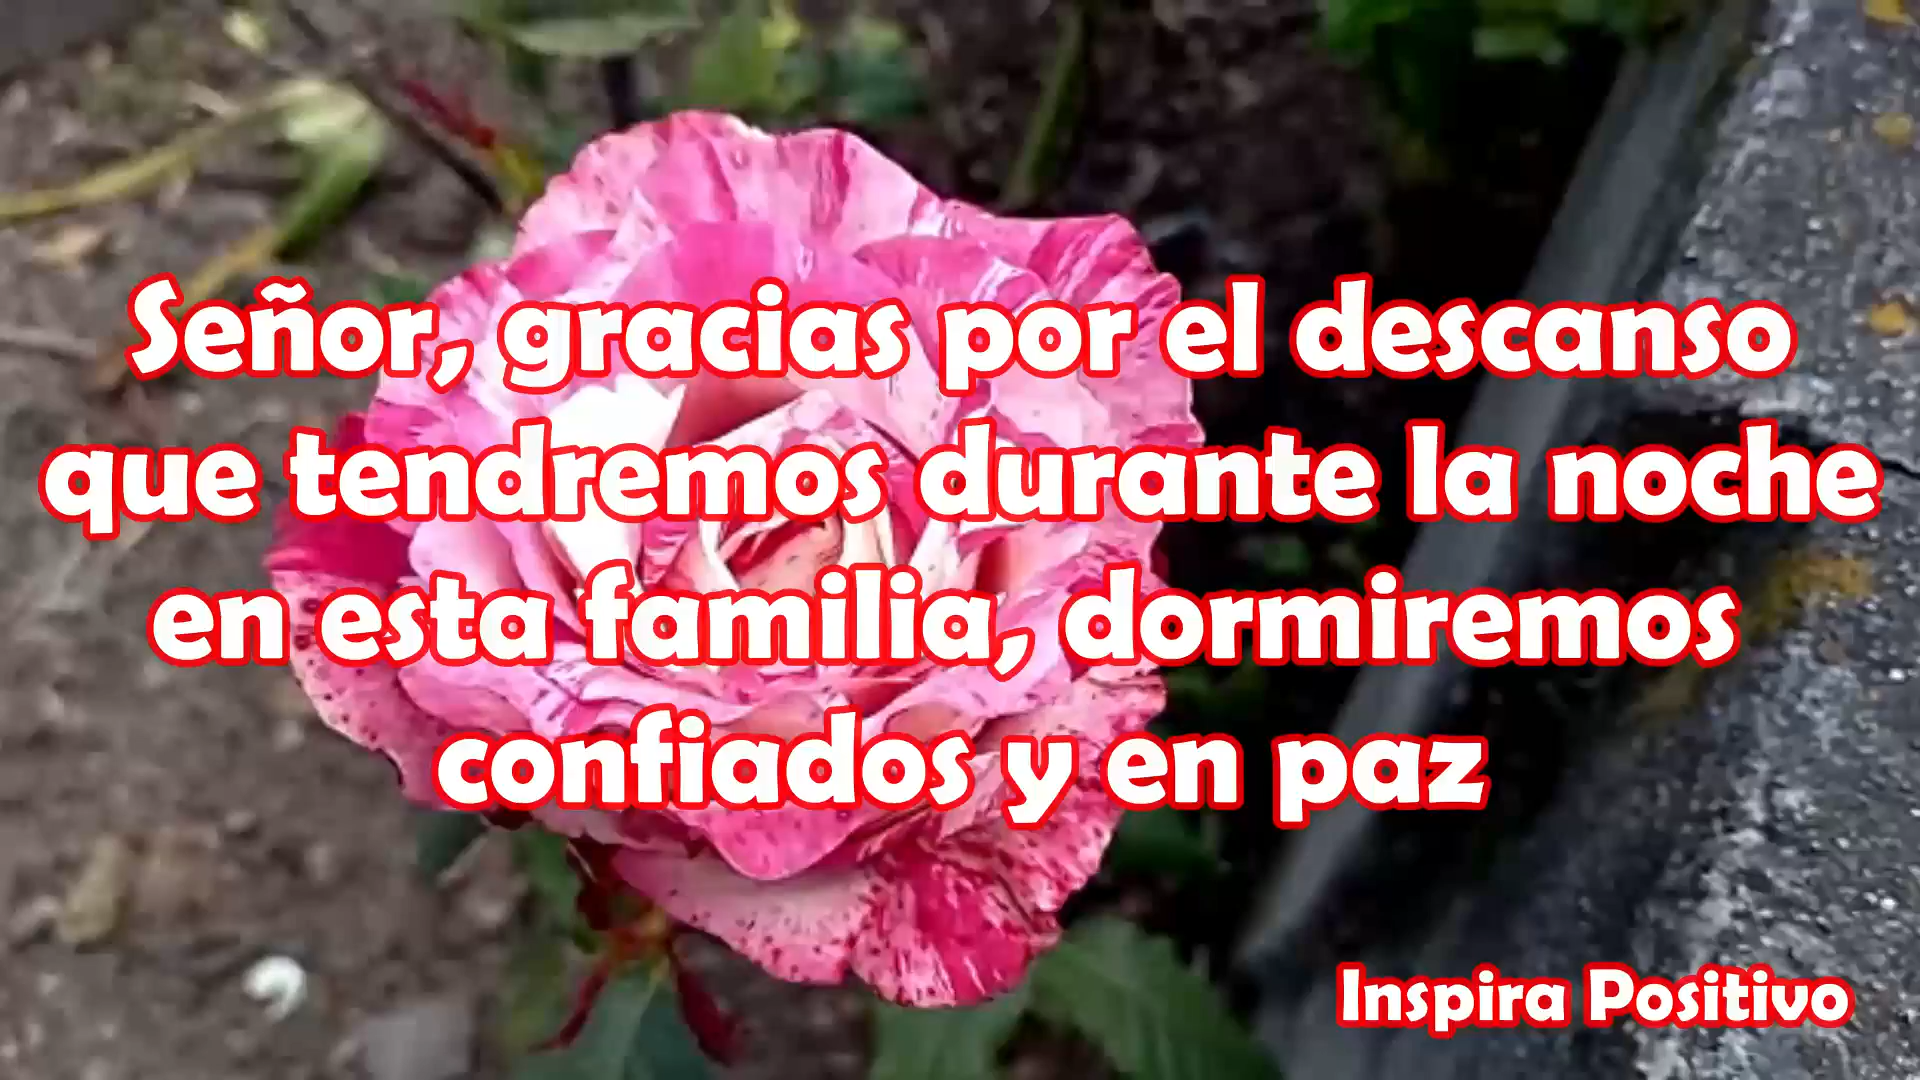 Señor, gracias por el descanso
que tendremos durante la noche
en esta familia, dormiremos
confiados y en paz
Inspira Positivo